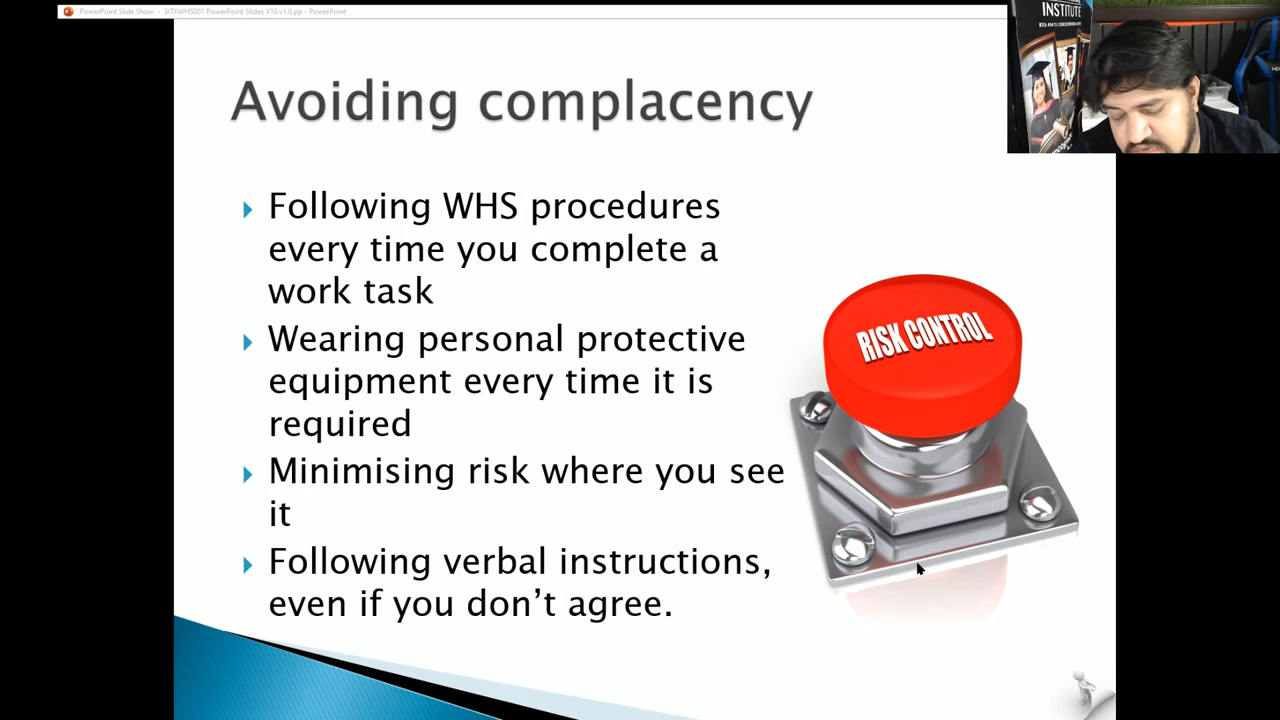 PowerPoint Slide Show - SITXWHS001 PowerPoint Slides V10.v1.0.pp - PowerPoint
INSTITUTE
Avoiding complacency
Following WHS procedures
every time you complete a
work task
Wearing personal protective
equipment every time it is
required
Minimising risk where you see
it
Following verbal instructions,
even if you don't agree.
RISK CONTROL